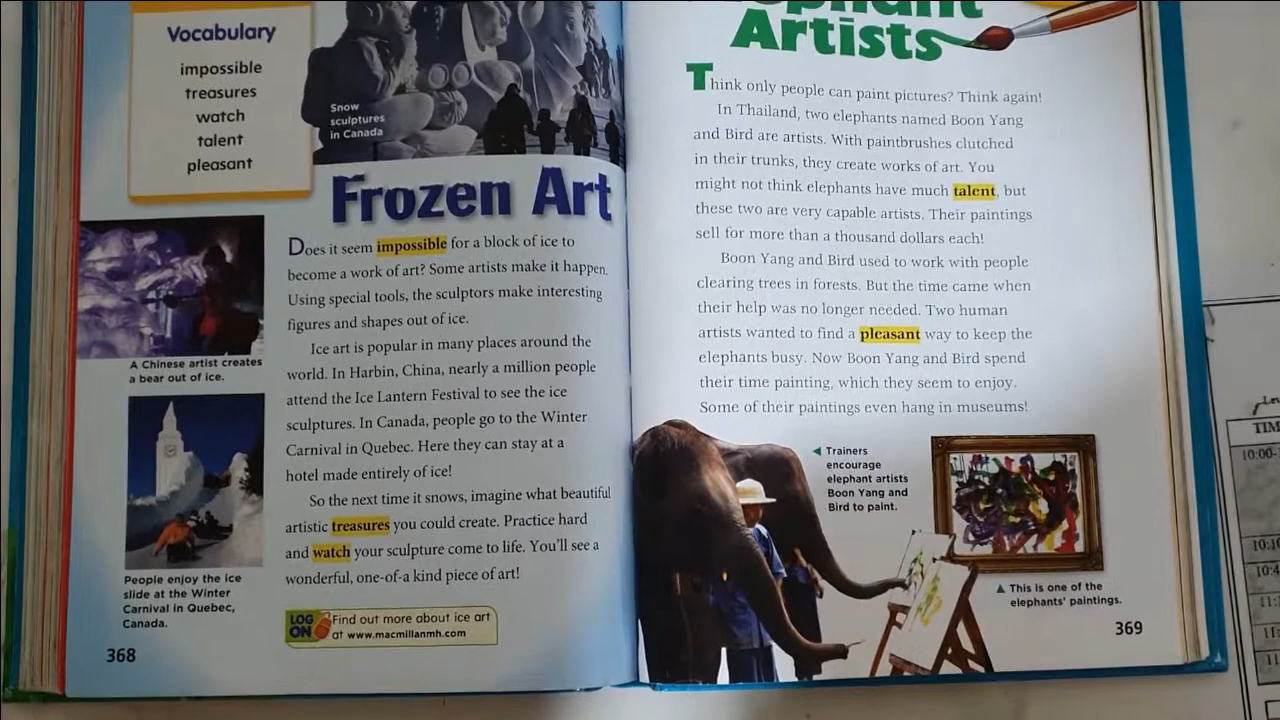 Vocabulary
impossible
treasures
watch
talent
pleasant
Snow
sculptures
in Canada
Frozen Art
Does it seem impossible for a block of ice to
become a work of art? Some artists make it happen.
Using special tools, the sculptors make interesting
figures and shapes out of ice.
Ice art is popular in many places around the
world. In Harbin, China, nearly a million people
attend the Ice Lantern Festival to see the ice
sculptures. In Canada, people go to the Winter
Carnival in Quebec. Here they can stay at a
hotel made entirely of ice!
So the next time it snows, imagine what beautiful
artistic treasures you could create. Practice hard
and watch your sculpture come to life. You'll see a
wonderful, one-of-a kind piece of art!
A Chinese artist creates
a bear out of ice.
People enjoy the ice
slide at the Winter
Carnival in Quebec,
Canada.
LOG
ON
Find out more about ice art
at www.macmillanmh.com
368
Artists
Think only people can paint pictures? Think again!
In Thailand, two elephants named Boon Yang
and Bird are artists. With paintbrushes clutched
in their trunks, they create works of art. You
might not think elephants have much talent, but
these two are very capable artists. Their paintings
sell for more than a thousand dollars each!
Boon Yang and Bird used to work with people
clearing trees in forests. But the time came when
their help was no longer needed. Two human
artists wanted to find a pleasant way to keep the
elephants busy. Now Boon Yang and Bird spend
their time painting, which they seem to enjoy.
Some of their paintings even hang in museums!
Trainers
encourage
elephant artists
Boon Yang and
Bird to paint.
This is one of the
elephants' paintings.
369
TIM
10:00-